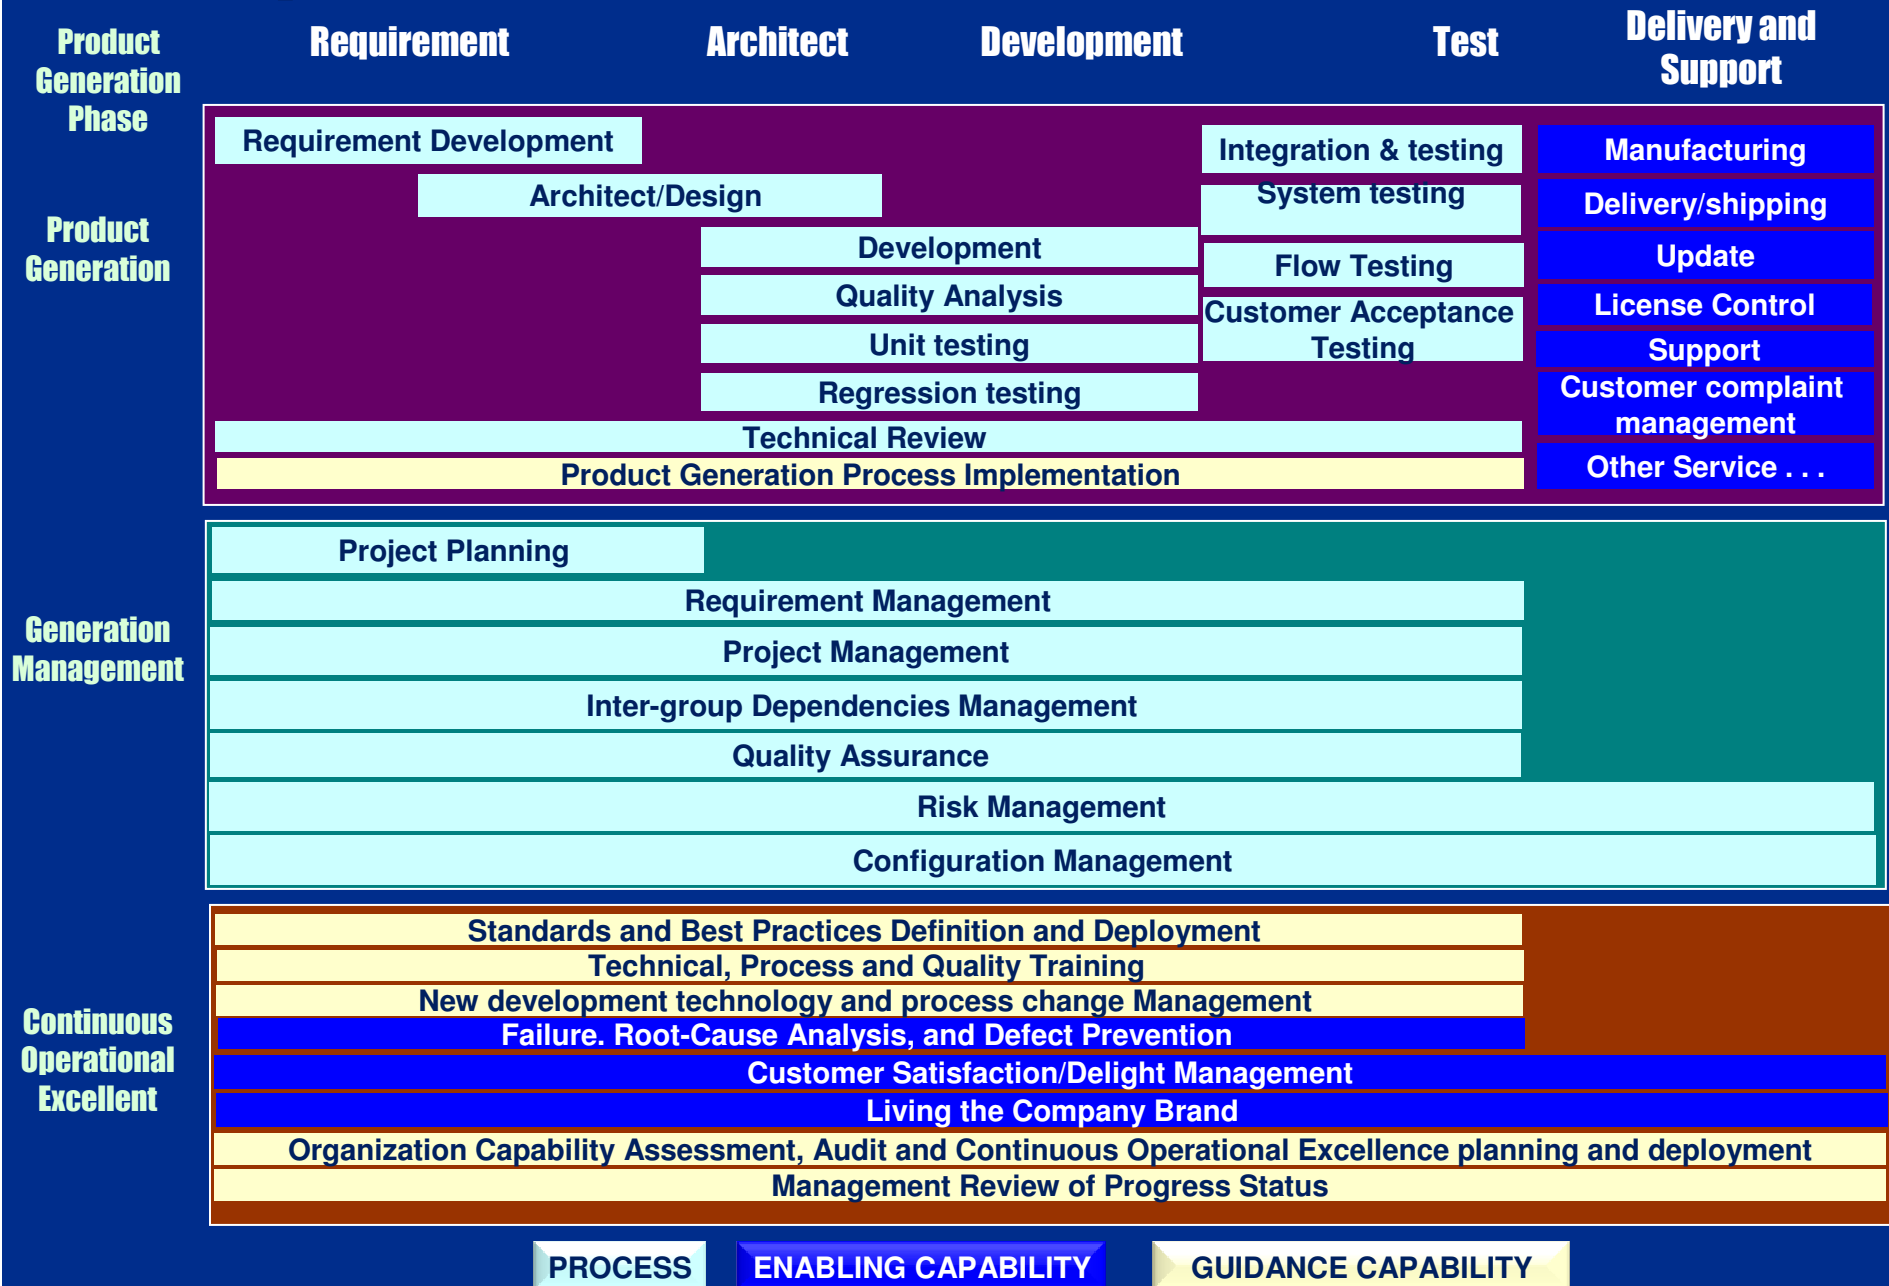 Product
Generation
Phase
Requirement
Architect
Development
Test
Delivery and
Support
Product
Generation
Requirement Development
Architect/Design
Development
Quality Analysis
Unit testing
Regression testing
Integration & testing
System testing
Flow Testing
Customer Acceptance
Testing
Technical Review
Product Generation Process Implementation
Manufacturing
Delivery/shipping
Update
License Control
Support
Customer complaint
management
Other Service . . .
Generation
Management
Project Planning
Requirement Management
Project Management
Inter-group Dependencies Management
Quality Assurance
Risk Management
Configuration Management
Continuous
Operational
Excellent
Standards and Best Practices Definition and Deployment
Technical, Process and Quality Training
New development technology and process change Management
Failure. Root-Cause Analysis, and Defect Prevention
Customer Satisfaction/Delight Management
Living the Company Brand
Organization Capability Assessment, Audit and Continuous Operational Excellence planning and deployment
Management Review of Progress Status
PROCESS
ENABLING CAPABILITY
GUIDANCE CAPABILITY